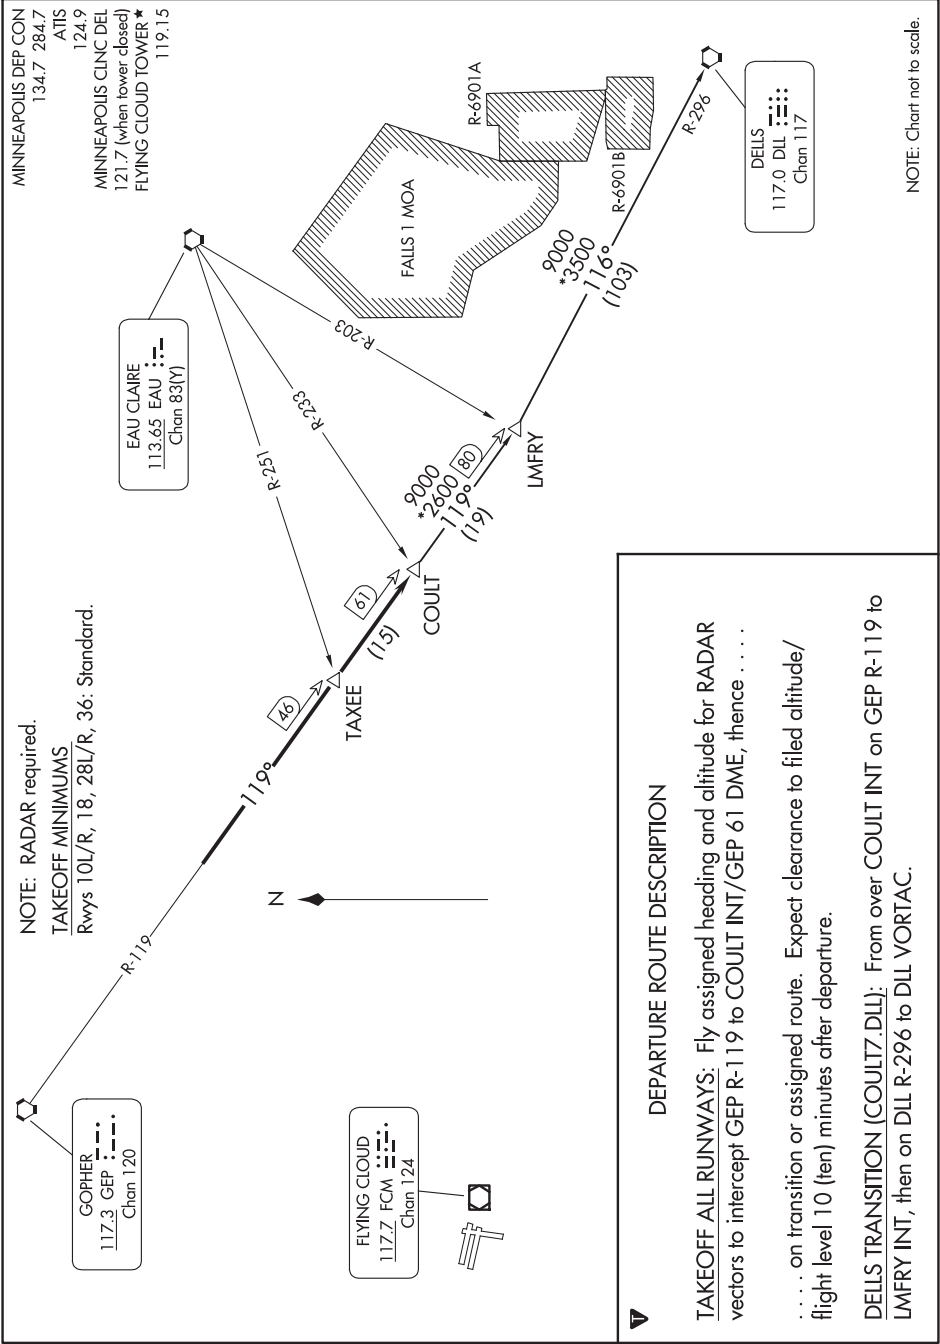 MINNEAPOLIS DEP CON
134.7 284.7
ATIS
124.9
MINNEAPOLIS CLNC DEL
121.7 (when tower closed)
FLYING CLOUD TOWER ★
119.15
NOTE: RADAR required.
TAKEOFF MINIMUMS
Rwys 10L/R, 18, 28L/R, 36: Standard.
GOPHER
117.3 GEP
Chan 120
R-119
119°
N
FLYING CLOUD
117.7 FCM
Chan 124
EAU CLAIRE
113.65 EAU
Chan 83(Y)
R-251
R-233
R-203
46
TAXEE
61
(15)
COULT
9000
*2600
119°
(19)
80
LMFRY
FALLS 1 MOA
R-6901A
R-6901B
9000
*3500
116°
(103)
R-296
DELLS
117.0 DLL
Chan 117
NOTE: Chart not to scale.
T
DEPARTURE ROUTE DESCRIPTION
TAKEOFF ALL RUNWAYS: Fly assigned heading and altitude for RADAR
vectors to intercept GEP R-119 to COULT INT/GEP 61 DME, thence . . . .
. . . . on transition or assigned route. Expect clearance to filed altitude/
flight level 10 (ten) minutes after departure.
DELLS TRANSITION (COULT7.DLL): From over COULT INT on GEP R-119 to
LMFRY INT, then on DLL R-296 to DLL VORTAC.